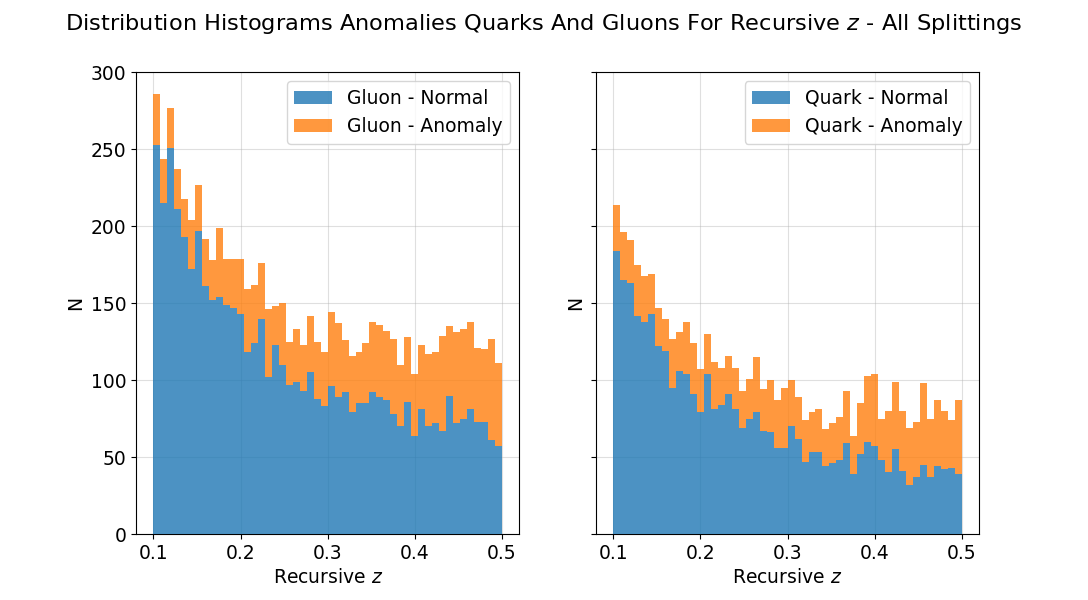 Distribution Histograms Anomalies Quarks And Gluons For Recursive z - All Splittings
Gluon - Normal
Gluon - Anomaly
N
300
250
200
150
100
50
0
0.1 0.2 0.3 0.4 0.5
Recursive z
Quark - Normal
Quark - Anomaly
N
0.1 0.2 0.3 0.4 0.5
Recursive z